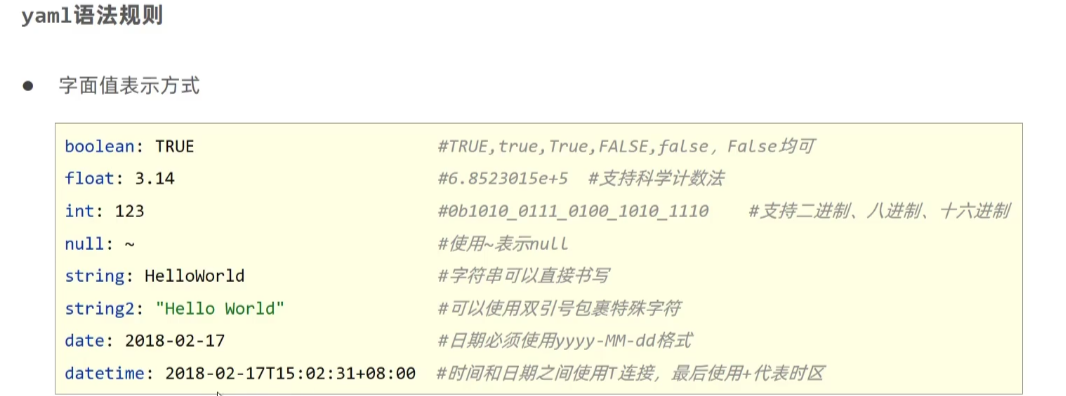 yaml语法规则
● 字面值表示方式
boolean: TRUE #TRUE,true,True,FALSE,false, False均可
float: 3.14 #6.8523015e+5 #支持科学计数法
int: 123 #0b1010_0111_0100_1010_1110 #支持二进制、八进制、十六进制
null: ~ #使用~表示null
string: HelloWorld #字符串可以直接书写
string2: "Hello World" #可以使用双引号包裹特殊字符
date: 2018-02-17 #日期必须使用yyyy-MM-dd格式
datetime: 2018-02-17T15:02:31+08:00 #时间和日期之间使用T连接，最后使用+代表时区